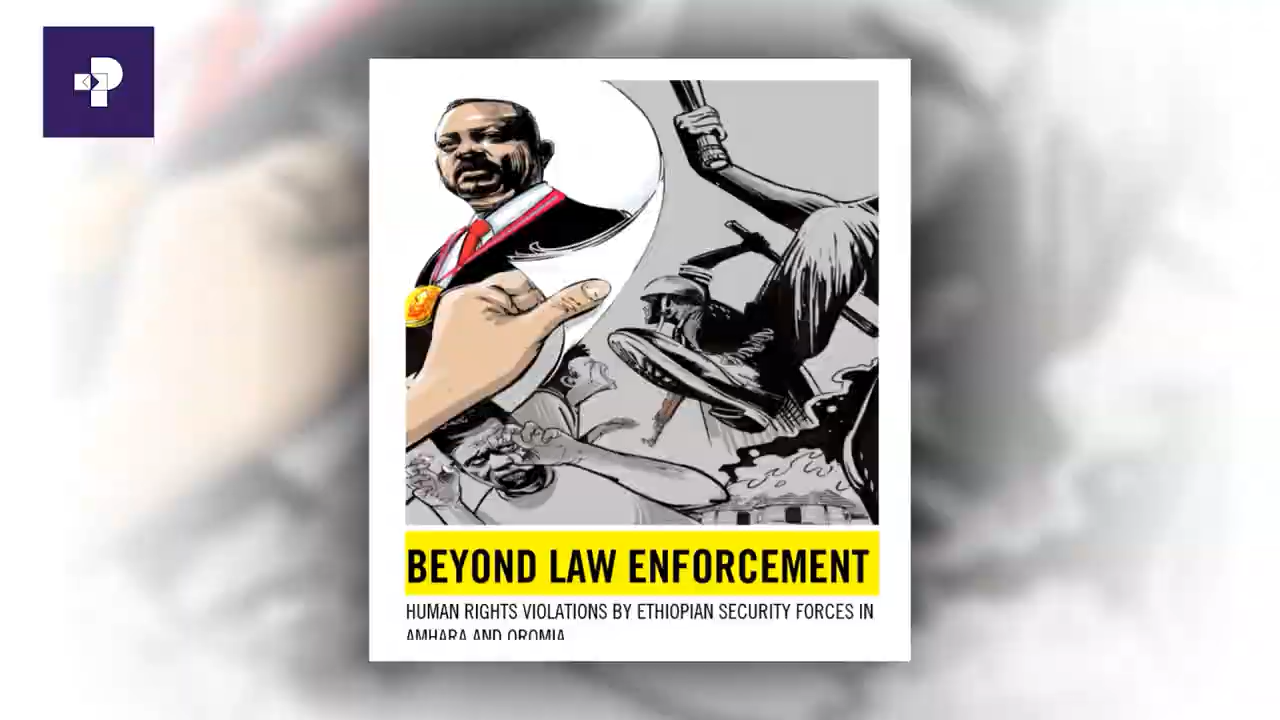 BEYOND LAW ENFORCEMENT
HUMAN RIGHTS VIOLATIONS BY ETHIOPIAN SECURITY FORCES IN
AMHARA AND OROMIA